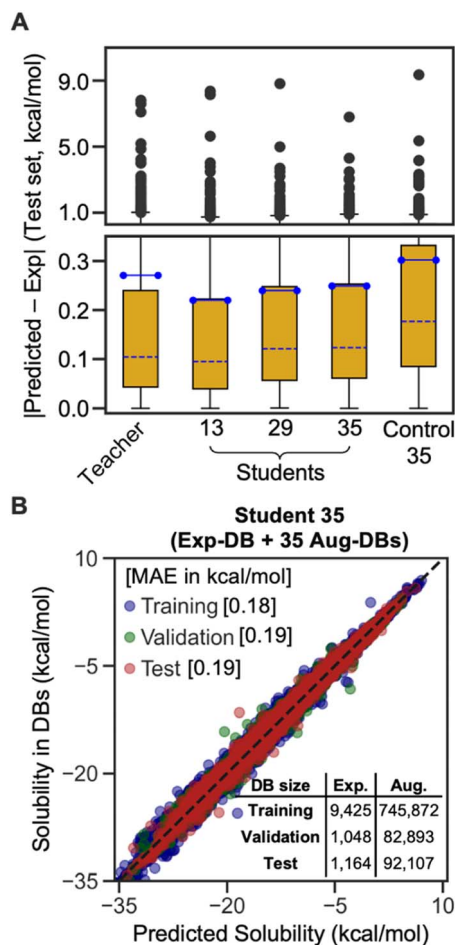 A
|Predicted – Exp| (Test set, kcal/mol)
9.0
5.0
1.0
0.3
0.2
0.1
0.0
Teacher
13 29 35
Students
Control
35
B
Student 35
(Exp-DB + 35 Aug-DBs)
Solubility in DBs (kcal/mol)
10
−5
−20
−35
[MAE in kcal/mol]
Training [0.18]
Validation [0.19]
Test [0.19]
DB size Exp. Aug.
Training 9,425 745,872
Validation 1,048 82,893
Test 1,164 92,107
−35 −20 −5 10
Predicted Solubility (kcal/mol)